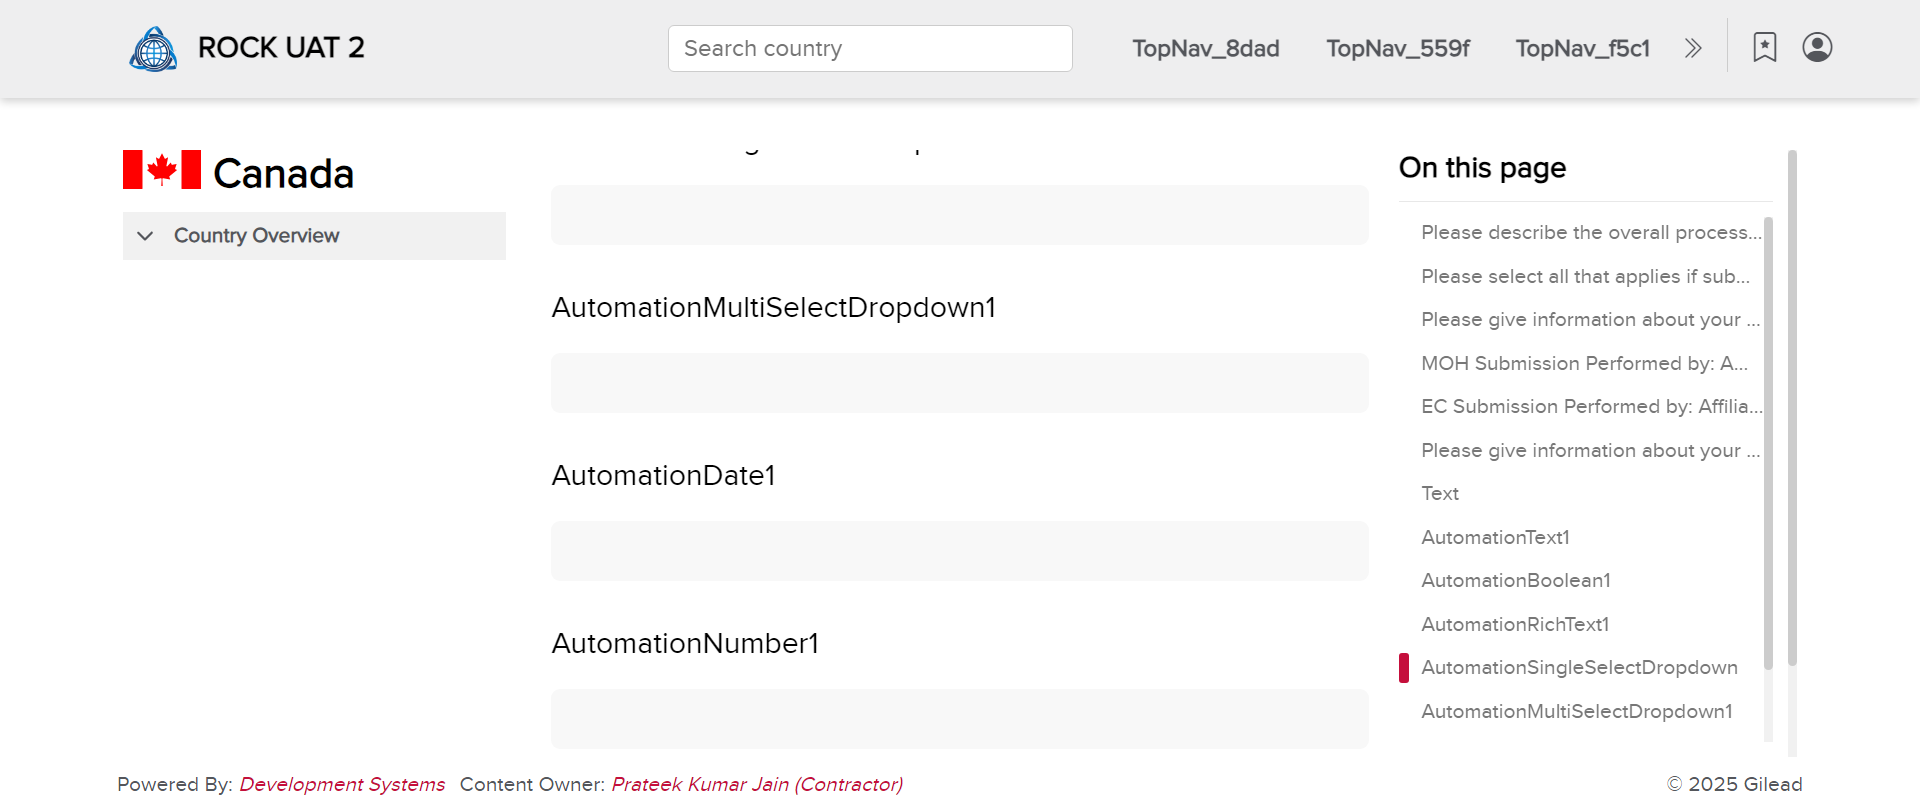 ROCK UAT 2
Search country
TopNav_8dad
TopNav_559f
TopNav_f5c1
Canada
Country Overview
AutomationMultiSelectDropdown1
AutomationDate1
AutomationNumber1
On this page
Please describe the overall process...
Please select all that applies if sub...
Please give information about your ...
MOH Submission Performed by: A...
EC Submission Performed by: Affilia...
Please give information about your ...
Text
AutomationText1
AutomationBoolean1
AutomationRichText1
AutomationSingleSelectDropdown
AutomationMultiSelectDropdown1
Powered By: Development Systems Content Owner: Prateek Kumar Jain (Contractor)
© 2025 Gilead